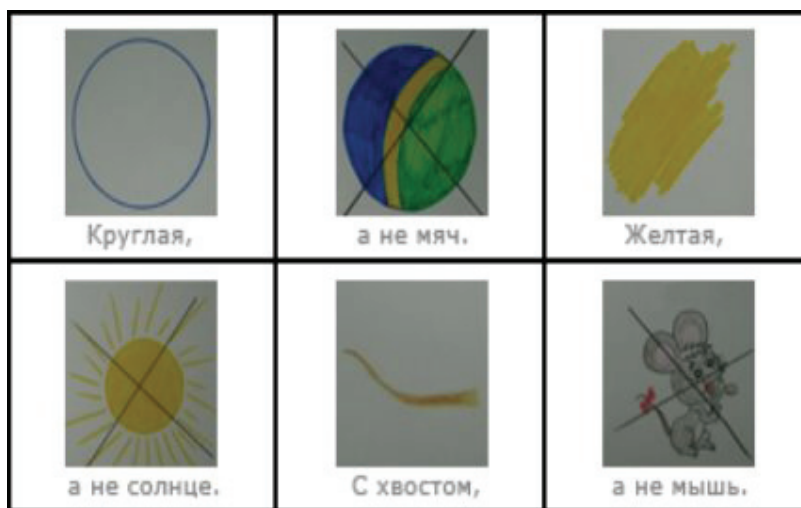 Круглая,
а не мяч.
Желтая,
а не солнце.
С хвостом,
а не мышь.